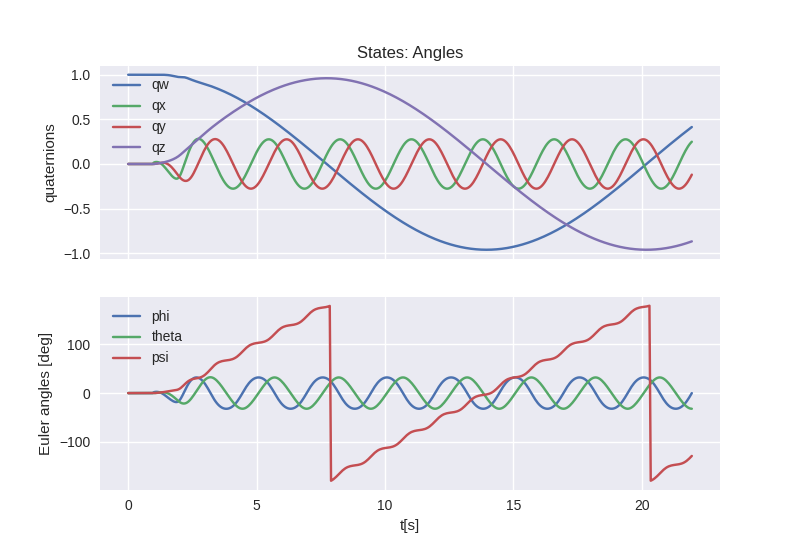 States: Angles
1.0
0.5
0.0
−0.5
−1.0
quaternions
qw
qx
qy
qz
100
0
−100
Euler angles [deg]
phi
theta
psi
0
5
10
15
20
t[s]